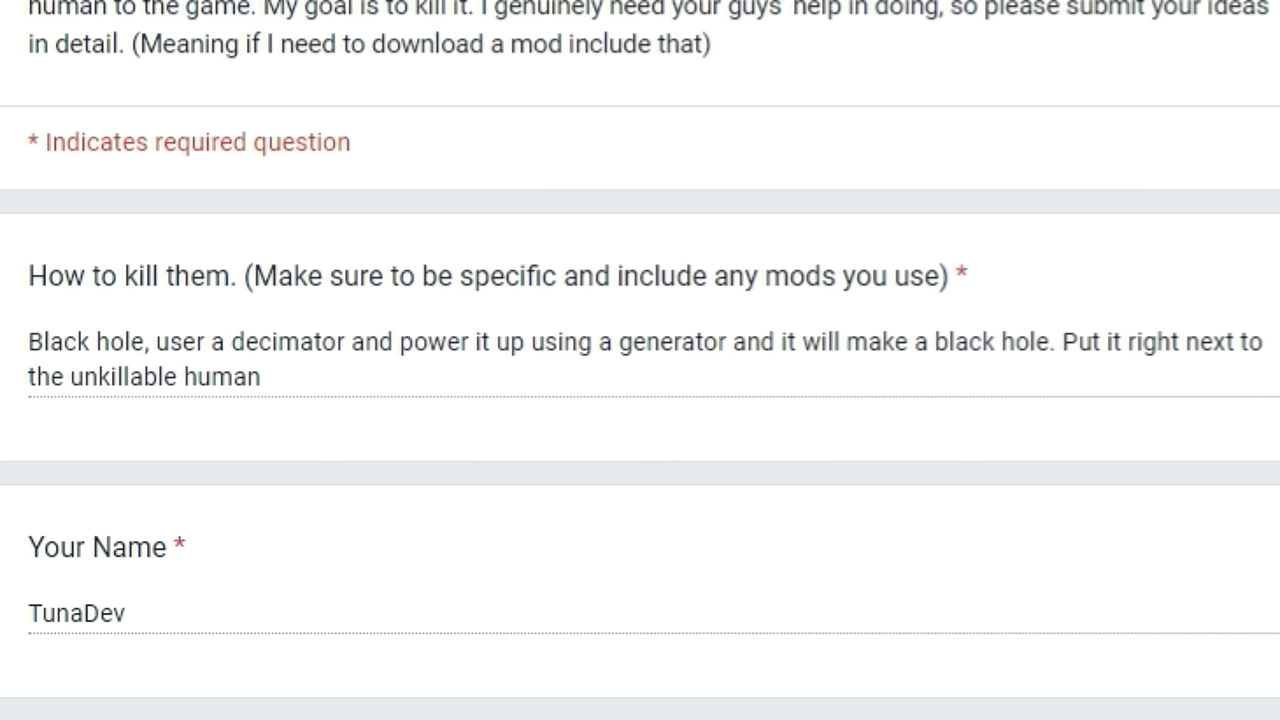 human to the game. My goal is to kill it. I genuinely need your guys' help in doing, so please submit your ideas
in detail. (Meaning if I need to download a mod include that)
* Indicates required question
How to kill them. (Make sure to be specific and include any mods you use) *
Black hole, user a decimator and power it up using a generator and it will make a black hole. Put it right next to
the unkillable human
Your Name *
TunaDev